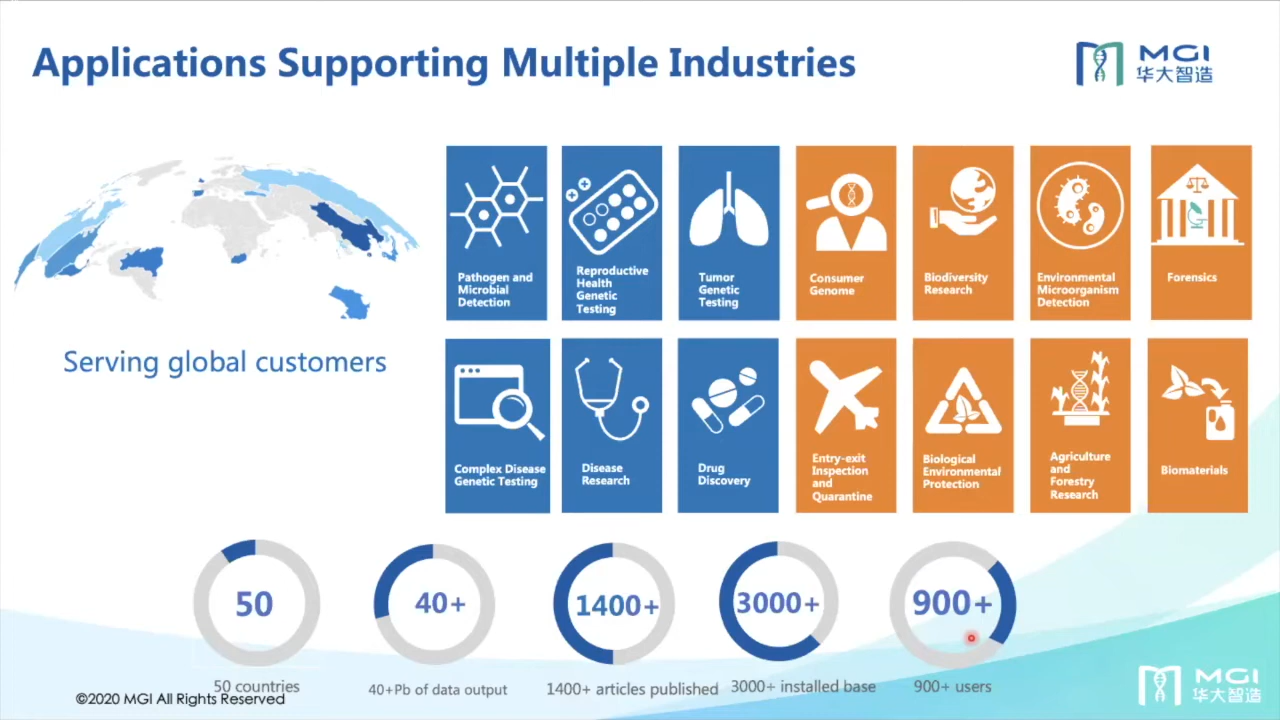 Applications Supporting Multiple Industries
MGI
华大智造
Serving global customers
Pathogen and
Microbial
Detection
Reproductive
Health
Genetic
Testing
Tumor
Genetic
Testing
Consumer
Genome
Biodiversity
Research
Environmental
Microorganism
Detection
Forensics
Complex Disease
Genetic Testing
Disease
Research
Drug
Discovery
Entry-exit
Inspection
and
Quarantine
Biological
Environmental
Protection
Agriculture
and
Forestry
Research
Biomaterials
50
40+
1400+
3000+
900+
50 countries
40+Pb of data output
1400+ articles published
3000+ installed base
900+ users
©2020 MGI All Rights Reserved
MGI
华大智造